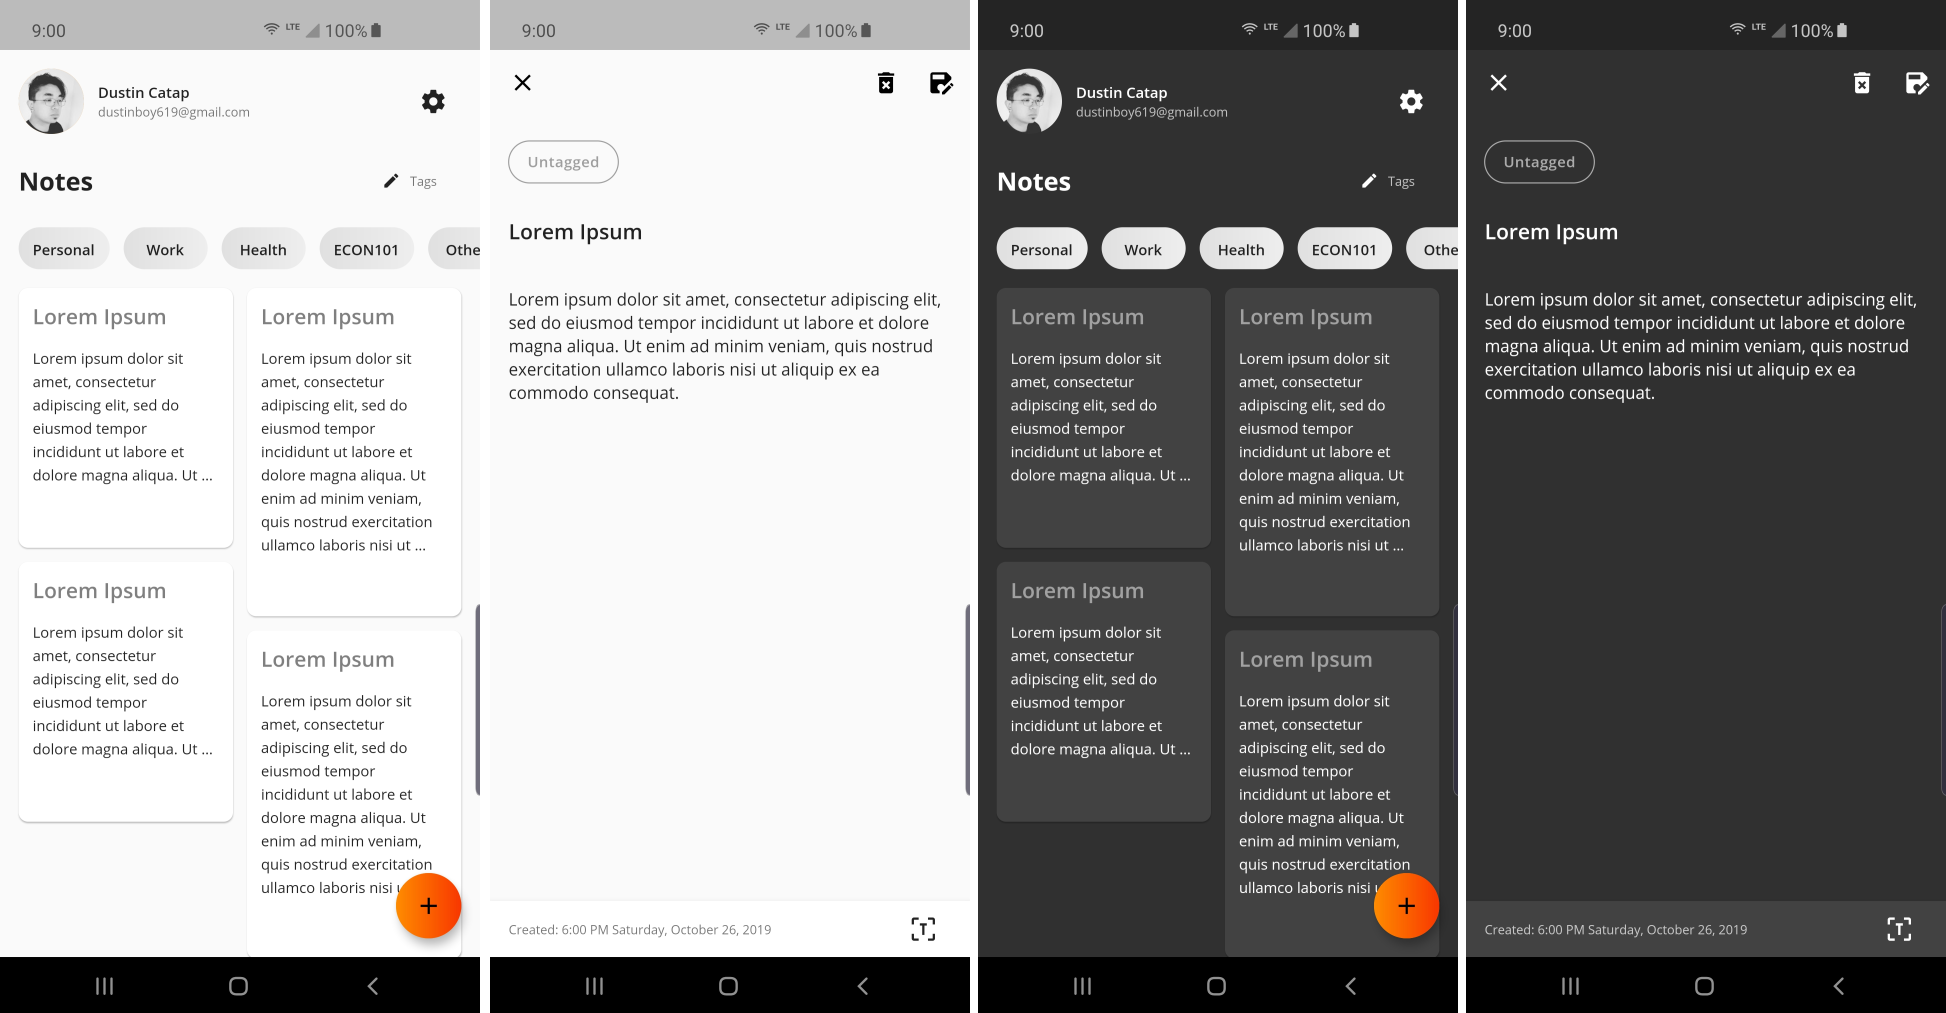 9:00
LTE 100%
Dustin Catap
dustinboy619@gmail.com
Notes
Tags
Personal
Work
Health
ECON101
Othe
Lorem Ipsum
Lorem ipsum dolor sit
amet, consectetur
adipiscing elit, sed do
eiusmod tempor
incididunt ut labore et
dolore magna aliqua. Ut ...
Lorem Ipsum
Lorem ipsum dolor sit
amet, consectetur
adipiscing elit, sed do
eiusmod tempor
incididunt ut labore et
dolore magna aliqua. Ut
enim ad minim veniam,
quis nostrud exercitation
ullamco laboris nisi ut ...
Lorem Ipsum
Lorem ipsum dolor sit
amet, consectetur
adipiscing elit, sed do
eiusmod tempor
incididunt ut labore et
dolore magna aliqua. Ut ...
Lorem Ipsum
Lorem ipsum dolor sit
amet, consectetur
adipiscing elit, sed do
eiusmod tempor
incididunt ut labore et
dolore magna aliqua. Ut
enim ad minim veniam,
quis nostrud exercitation
ullamco laboris nisi
9:00
LTE 100%
Untagged
Lorem Ipsum
Lorem ipsum dolor sit amet, consectetur adipiscing elit,
sed do eiusmod tempor incididunt ut labore et dolore
magna aliqua. Ut enim ad minim veniam, quis nostrud
exercitation ullamco laboris nisi ut aliquip ex ea
commodo consequat.
Created: 6:00 PM Saturday, October 26, 2019
T
9:00
LTE 100%
Dustin Catap
dustinboy619@gmail.com
Notes
Tags
Personal
Work
Health
ECON101
Othe
Lorem Ipsum
Lorem ipsum dolor sit
amet, consectetur
adipiscing elit, sed do
eiusmod tempor
incididunt ut labore et
dolore magna aliqua. Ut ...
Lorem Ipsum
Lorem ipsum dolor sit
amet, consectetur
adipiscing elit, sed do
eiusmod tempor
incididunt ut labore et
dolore magna aliqua. Ut
enim ad minim veniam,
quis nostrud exercitation
ullamco laboris nisi ut ...
Lorem Ipsum
Lorem ipsum dolor sit
amet, consectetur
adipiscing elit, sed do
eiusmod tempor
incididunt ut labore et
dolore magna aliqua. Ut ...
Lorem Ipsum
Lorem ipsum dolor sit
amet, consectetur
adipiscing elit, sed do
eiusmod tempor
incididunt ut labore et
dolore magna aliqua. Ut
enim ad minim veniam,
quis nostrud exercitation
ullamco laboris nisi
9:00
LTE 100%
Untagged
Lorem Ipsum
Lorem ipsum dolor sit amet, consectetur adipiscing elit,
sed do eiusmod tempor incididunt ut labore et dolore
magna aliqua. Ut enim ad minim veniam, quis nostrud
exercitation ullamco laboris nisi ut aliquip ex ea
commodo consequat.
Created: 6:00 PM Saturday, October 26, 2019
T